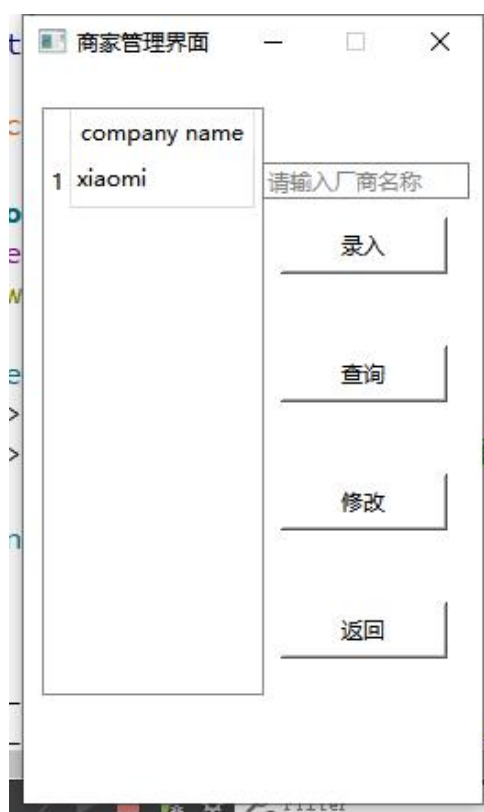 商家管理界面
company name
1 xiaomi
请输入厂商名称
录入
查询
修改
返回